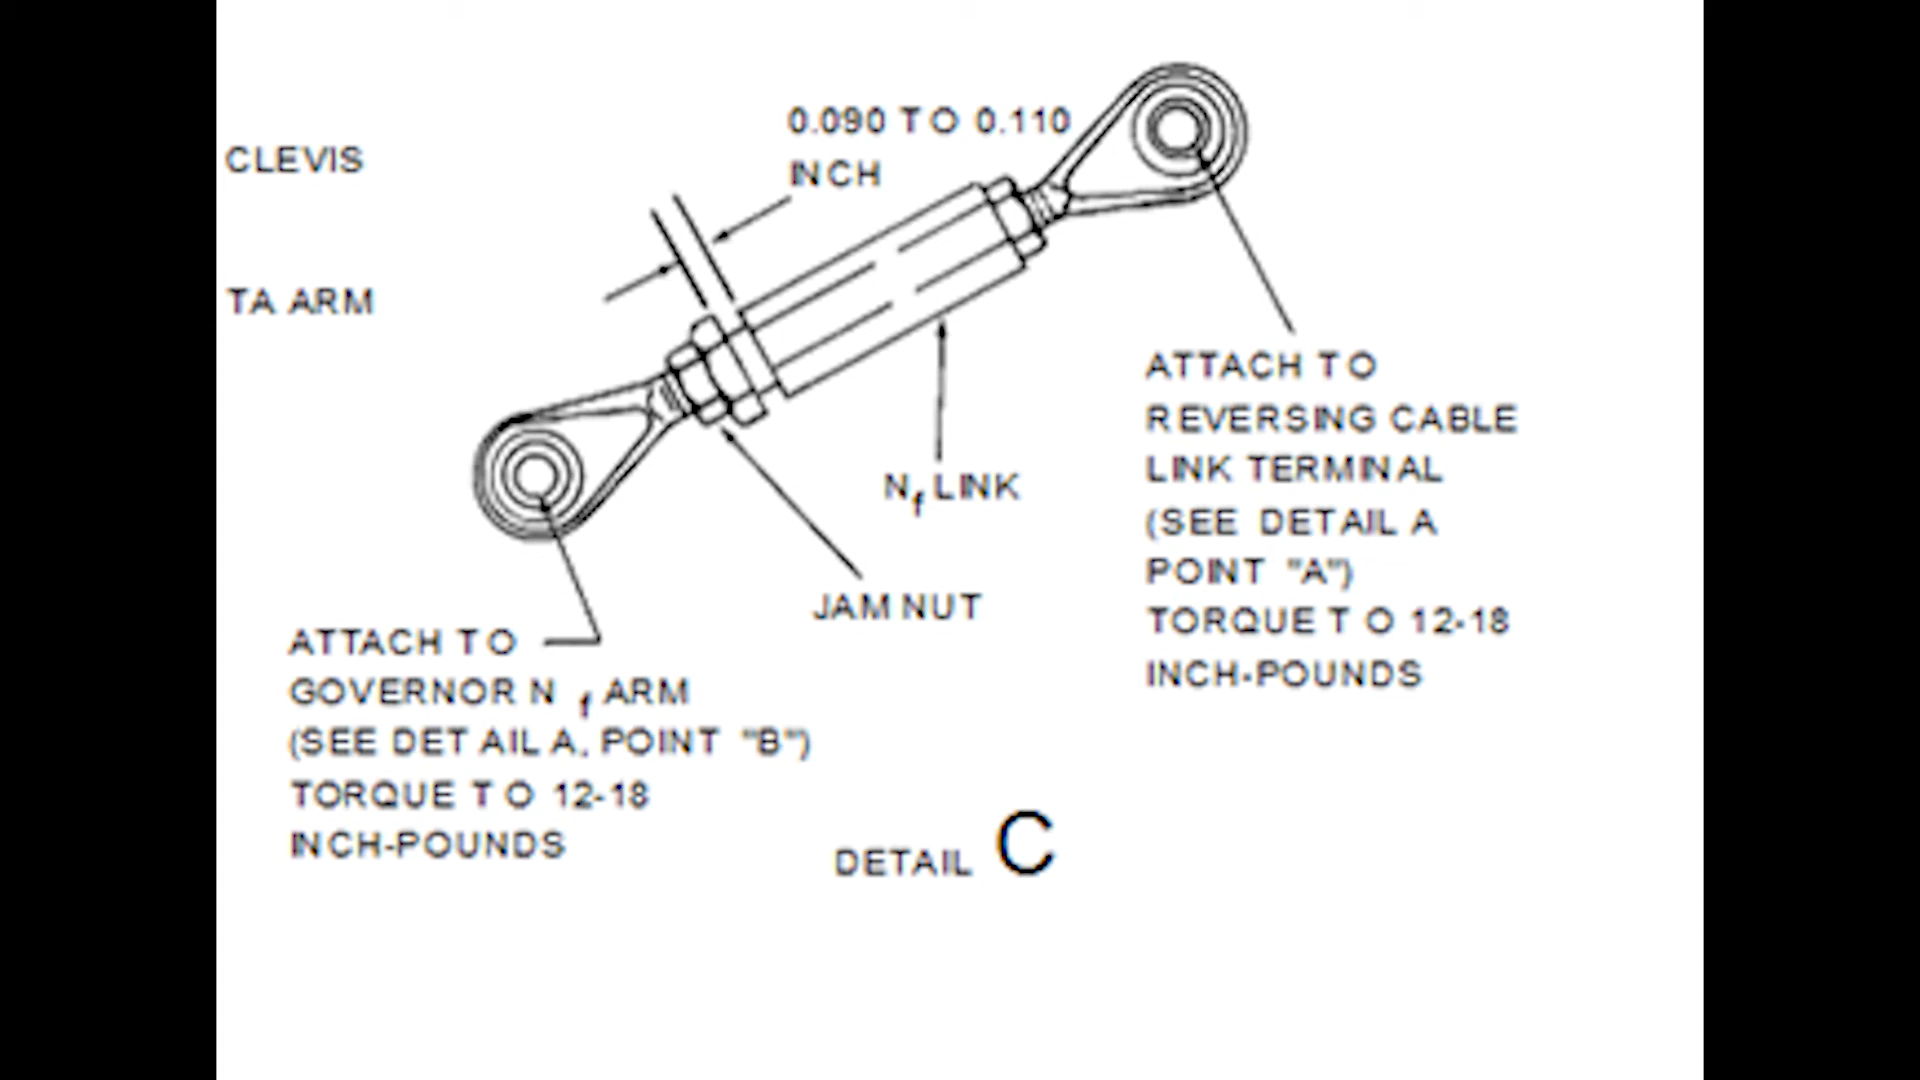 0.090 TO 0.110
INCH
CLEVIS
TA ARM
ATTACH TO
REVERSING CABLE
LINK TERMINAL
(SEE DETAIL A
POINT "A")
TORQUE TO 12-18
INCH-POUNDS
Nf LINK
JAM NUT
ATTACH TO
GOVERNOR Nf ARM
(SEE DETAIL A, POINT "B")
TORQUE TO 12-18
INCH-POUNDS
DETAIL C